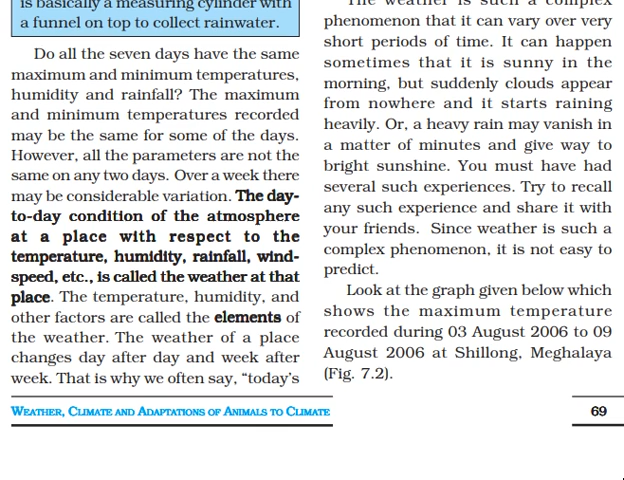 is basically a measuring cylinder with
a funnel on top to collect rainwater.
Do all the seven days have the same
maximum and minimum temperatures,
humidity and rainfall? The maximum
and minimum temperatures recorded
may be the same for some of the days.
However, all the parameters are not the
same on any two days. Over a week there
may be considerable variation. The day-
to-day condition of the atmosphere
at a place with respect to the
temperature, humidity, rainfall, wind-
speed, etc., is called the weather at that
place. The temperature, humidity, and
other factors are called the elements of
the weather. The weather of a place
changes day after day and week after
week. That is why we often say, “today’s
The weather is such a complex
phenomenon that it can vary over very
short periods of time. It can happen
sometimes that it is sunny in the
morning, but suddenly clouds appear
from nowhere and it starts raining
heavily. Or, a heavy rain may vanish in
a matter of minutes and give way to
bright sunshine. You must have had
several such experiences. Try to recall
any such experience and share it with
your friends. Since weather is such a
complex phenomenon, it is not easy to
predict.
Look at the graph given below which
shows the maximum temperature
recorded during 03 August 2006 to 09
August 2006 at Shillong, Meghalaya
(Fig. 7.2).
WEATHER, CLIMATE AND ADAPTATIONS OF ANIMALS TO CLIMATE
69